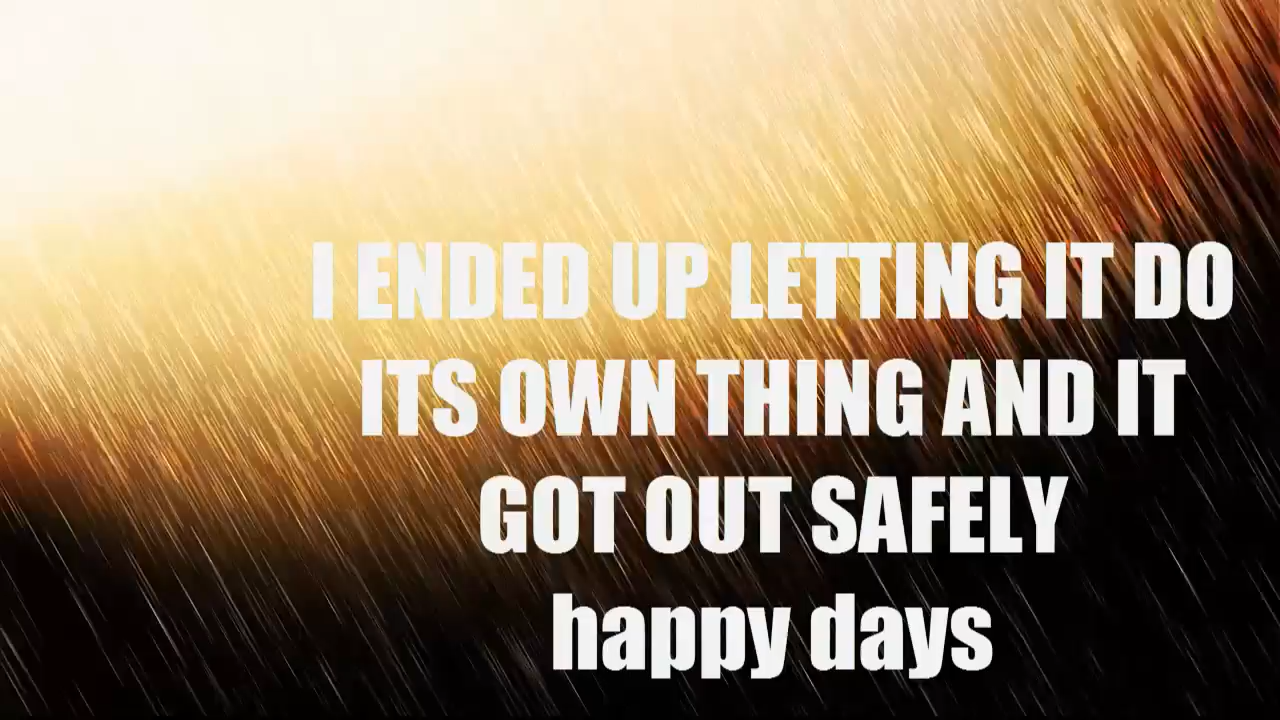 I ENDED UP LETTING IT DO
ITS OWN THING AND IT
GOT OUT SAFELY
happy days